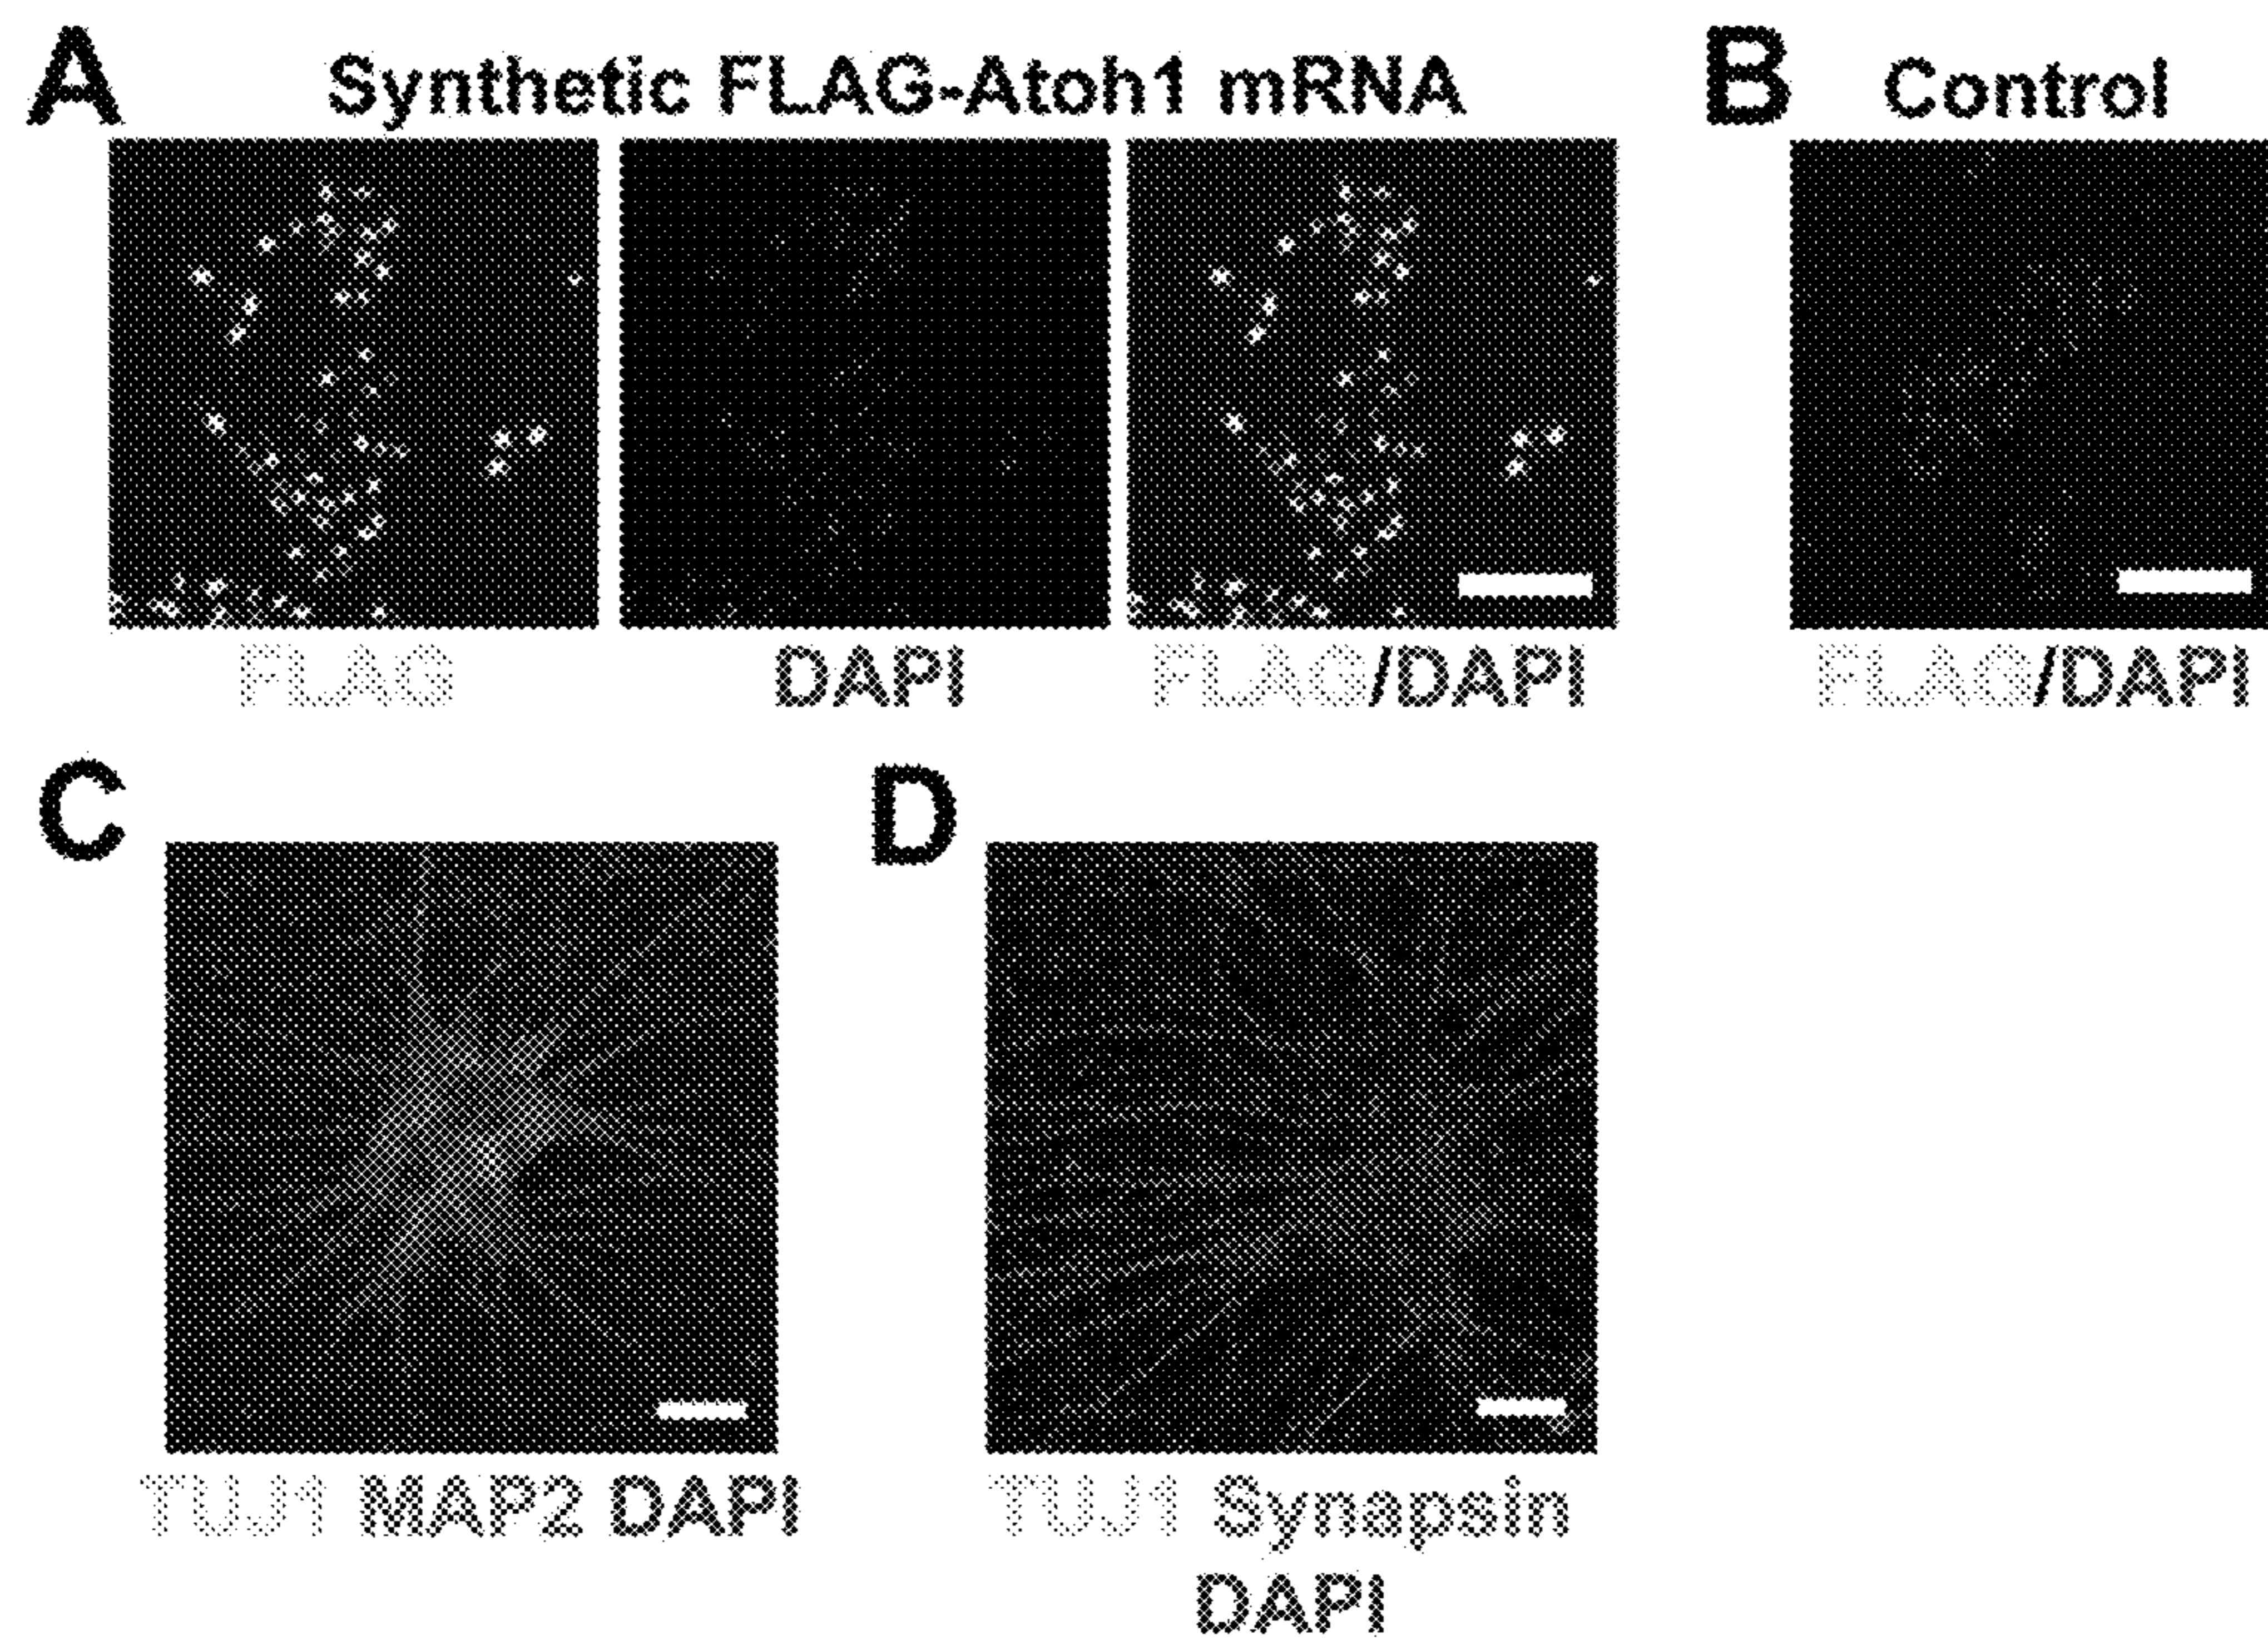 A Synthetic FLAG-Atoh1 mRNA
B Control
FLAG
DAPI
FLAG/DAPI
FLAG/DAPI
C
D
TUJ1 MAP2 DAPI
TUJ1 Synapsin
DAPI